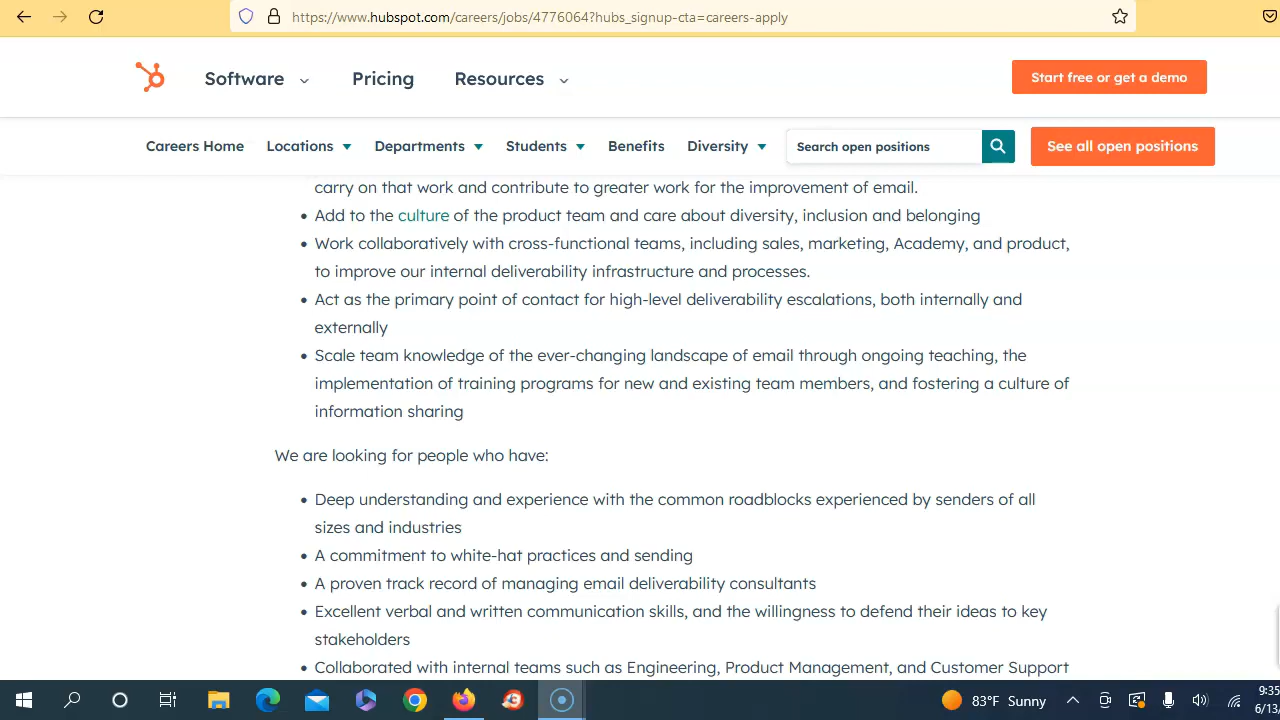 https://www.hubspot.com/careers/jobs/4776064?hubs_signup-cta=careers-apply
Software Pricing Resources Start free or get a demo
Careers Home Locations Departments Students Benefits Diversity Search open positions See all open positions
carry on that work and contribute to greater work for the improvement of email.
• Add to the culture of the product team and care about diversity, inclusion and belonging
• Work collaboratively with cross-functional teams, including sales, marketing, Academy, and product,
to improve our internal deliverability infrastructure and processes.
• Act as the primary point of contact for high-level deliverability escalations, both internally and
externally
• Scale team knowledge of the ever-changing landscape of email through ongoing teaching, the
implementation of training programs for new and existing team members, and fostering a culture of
information sharing
We are looking for people who have:
• Deep understanding and experience with the common roadblocks experienced by senders of all
sizes and industries
• A commitment to white-hat practices and sending
• A proven track record of managing email deliverability consultants
• Excellent verbal and written communication skills, and the willingness to defend their ideas to key
stakeholders
• Collaborated with internal teams such as Engineering, Product Management, and Customer Support
83°F Sunny
9:35
6/13/